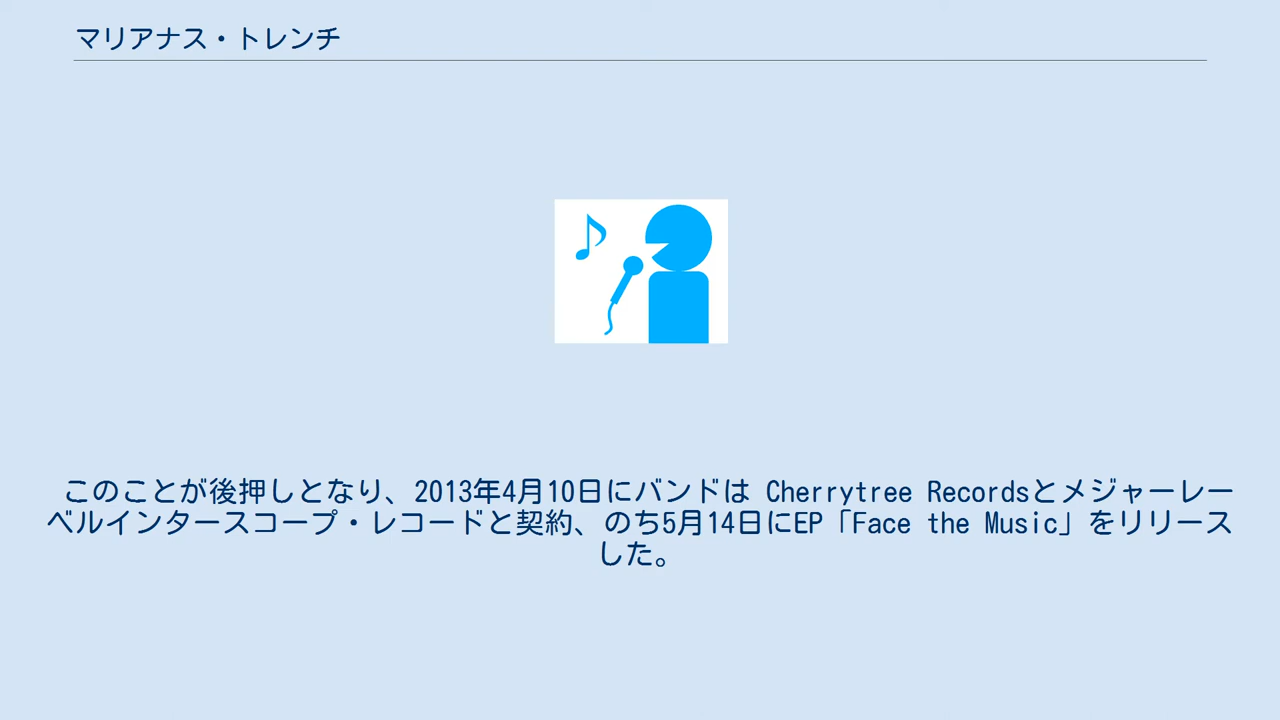 マリアナス・トレンチ
このことが後押しとなり、2013年4月10日にバンドは Cherrytree Recordsとメジャーレー
ベルインタースコープ・レコードと契約、のち5月14日にEP「Face the Music」をリリース
した。